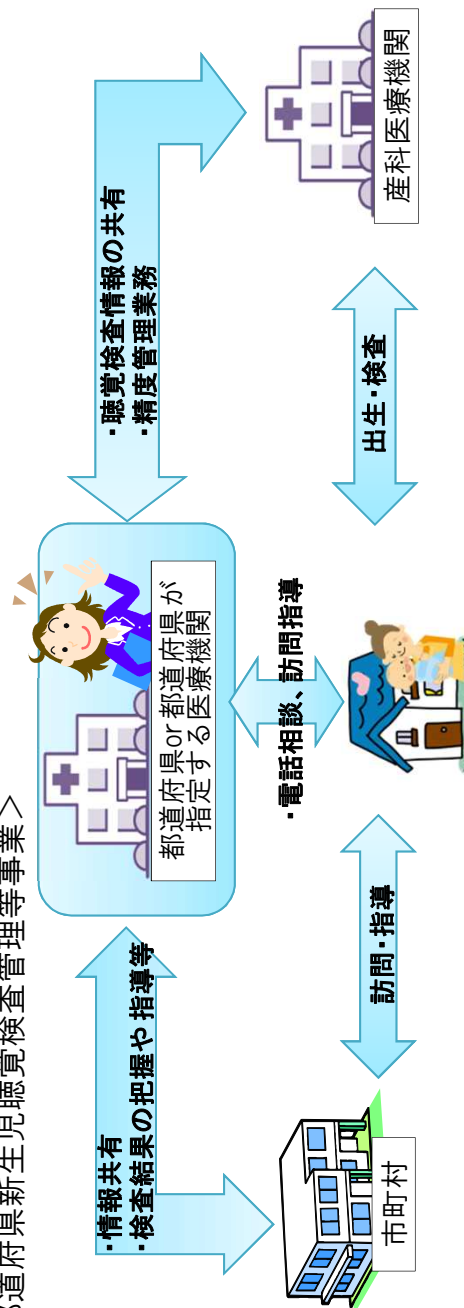 道府県新生児聴覚検査管理等事業＞
・情報共有
・検査結果の把握や指導等
都道府県or都道府県が
指定する医療機関
・聴覚検査情報の共有
・精度管理業務
・電話相談、訪問指導
市町村
訪問・指導
出生・検査
産科医療機関